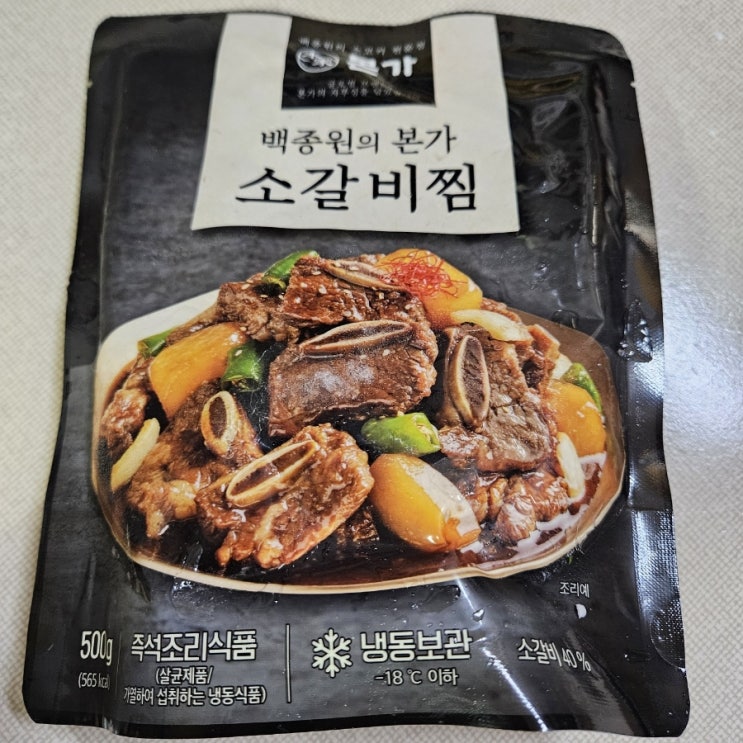 본가
백종원의 본가
소갈비찜
조리예
500g
(565 kcal)
즉석조리식품
(살균제품/
가열하여 섭취하는 냉동식품)
냉동보관
-18 ℃ 이하
소갈비 40%